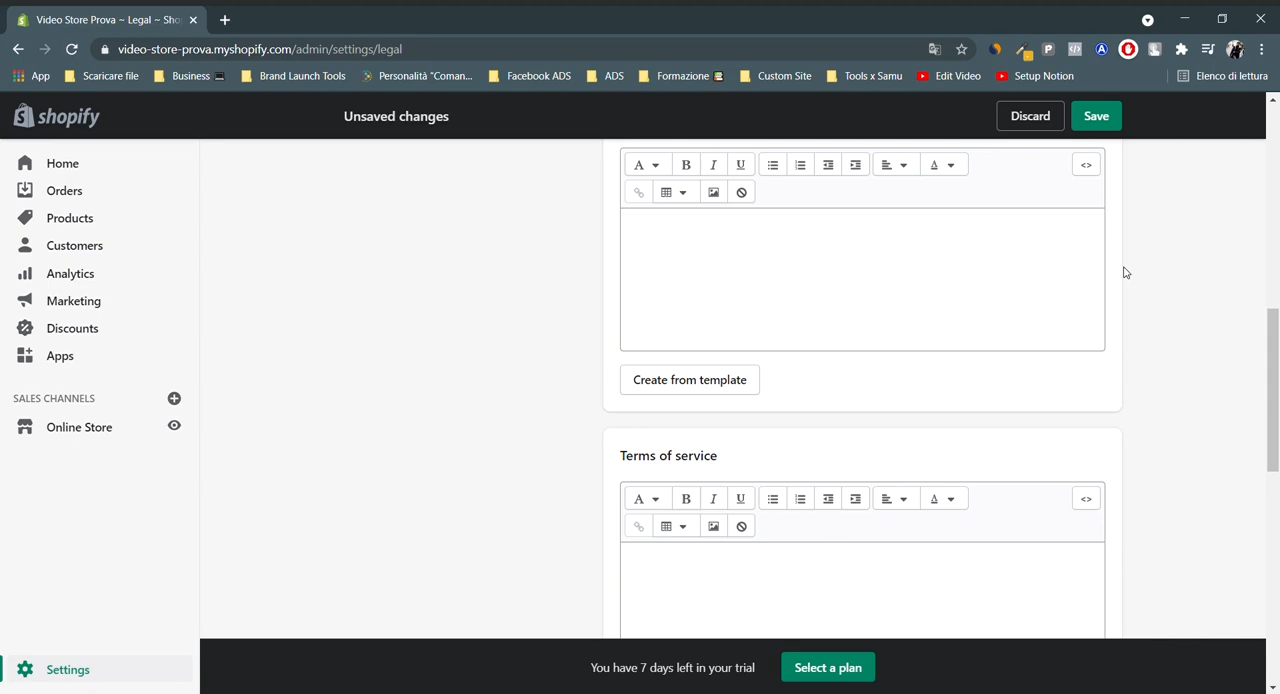 Video Store Prova ~ Legal ~ Sho
video-store-prova.myshopify.com/admin/settings/legal
App
Scaricare file
Business
Brand Launch Tools
Personalità "Coman...
Facebook ADS
ADS
Formazione
Custom Site
Tools x Samu
Edit Video
Setup Notion
Elenco di lettura
shopify
Unsaved changes
Discard
Save
Home
Orders
Products
Customers
Analytics
Marketing
Discounts
Apps
SALES CHANNELS
Online Store
Settings
A B I U A <>
Create from template
Terms of service
A B I U A <>
You have 7 days left in your trial
Select a plan